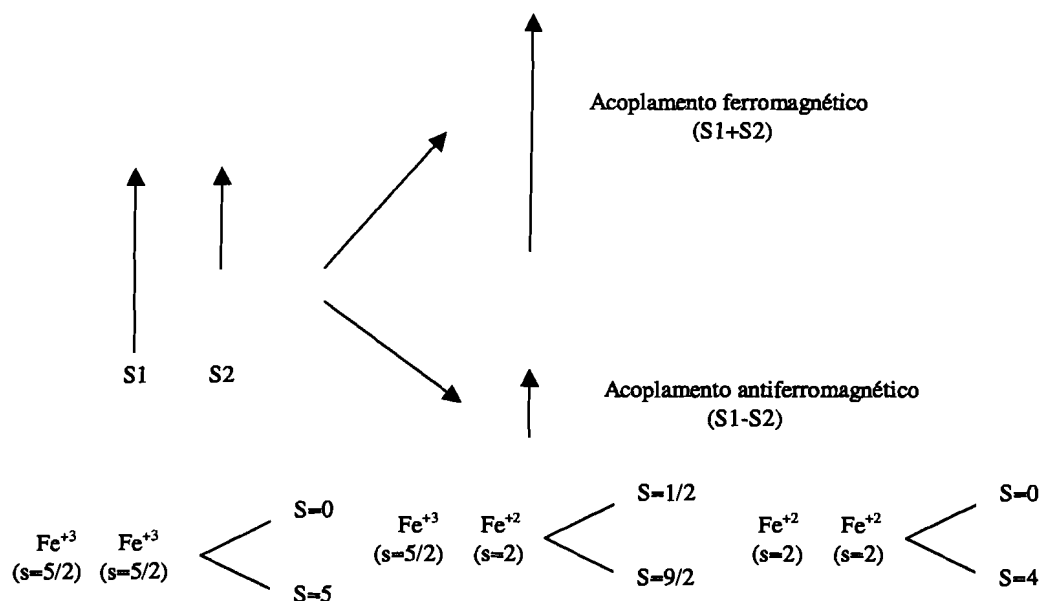 Acoplamento ferromagnético
(S1+S2)
S1 S2
Acoplamento antiferromagnético
(S1-S2)
Fe+3 Fe+3
(s=5/2) (s=5/2)
S=0
S=5
Fe+3 Fe+2
(s=5/2) (s=2)
S=1/2
S=9/2
Fe+2 Fe+2
(s=2) (s=2)
S=0
S=4